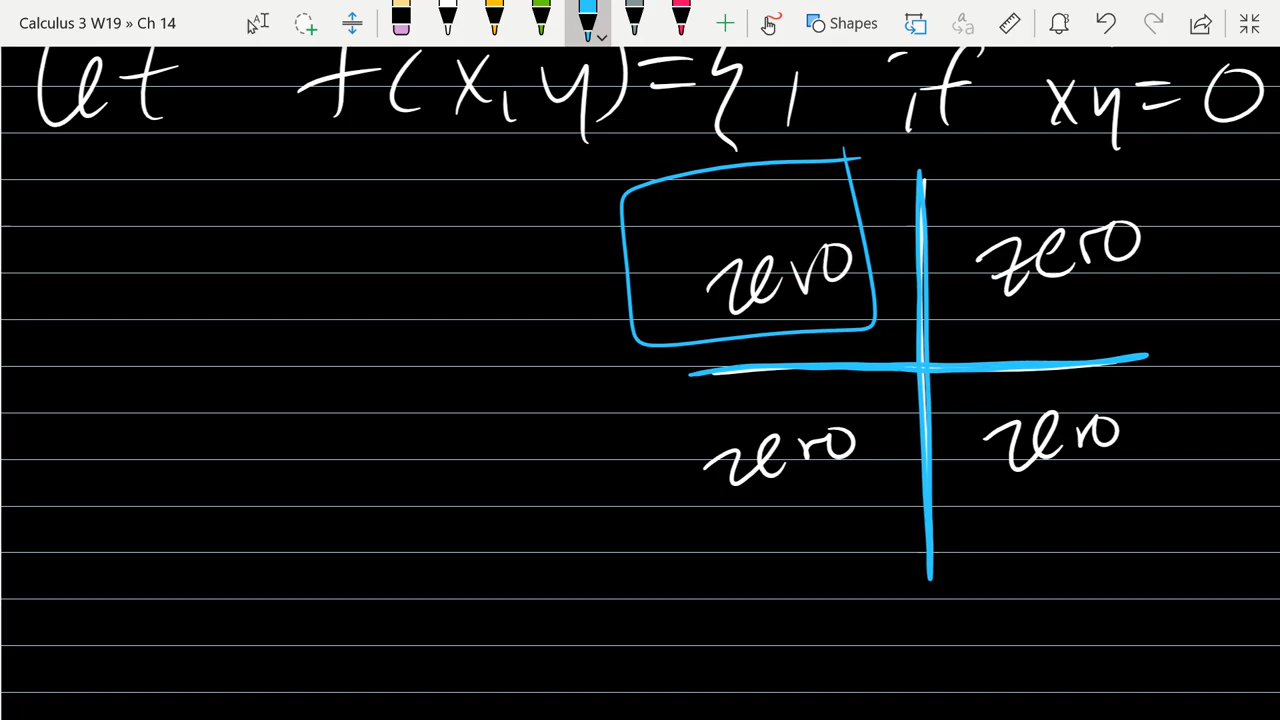 Calculus 3 W19 » Ch 14
Shapes
let f(x,y)={1 if xy=0
zero zero
zero zero